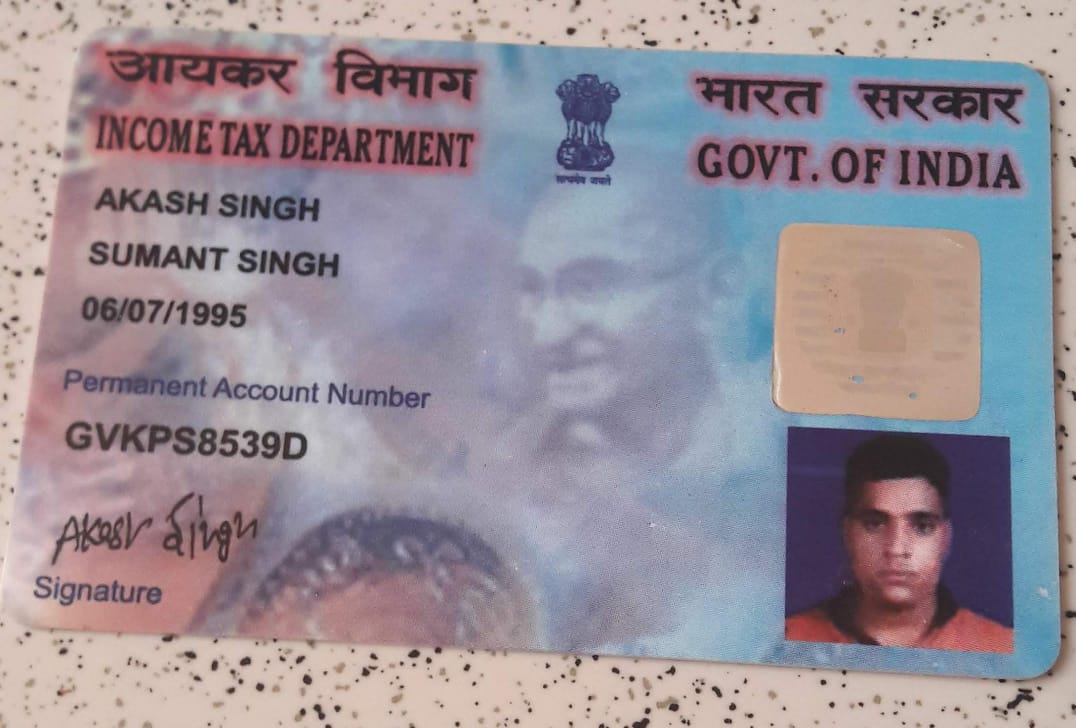 आयकर विभाग
INCOME TAX DEPARTMENT
सत्यमेव जयते
भारत सरकार
GOVT. OF INDIA
AKASH SINGH
SUMANT SINGH
06/07/1995
Permanent Account Number
GVKPS8539D
Akash Singh
Signature